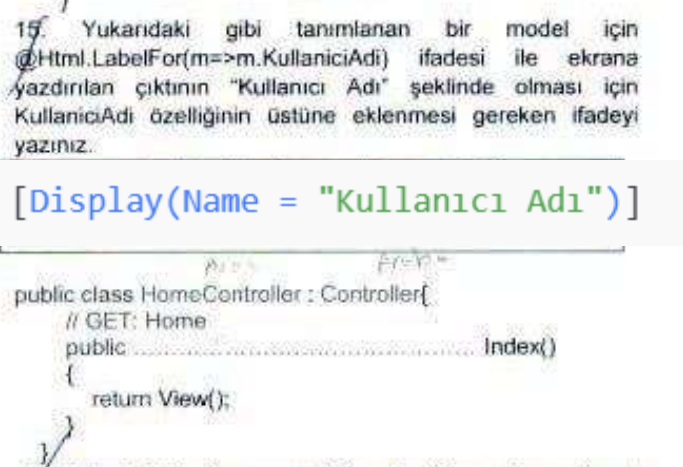 15. Yukarıdaki gibi tanımlanan bir model için
@Html.LabelFor(m=>m.KullaniciAdi) ifadesi ile ekrana
yazdırılan çıktının "Kullanıcı Adı" şeklinde olması için
KullaniciAdi özelliğinin üstüne eklenmesi gereken ifadeyi
yazınız.
[Display(Name = "Kullanıcı Adı")]
public class HomeController : Controller{
// GET: Home
public ................................................ Index()
{
return View();
}
}